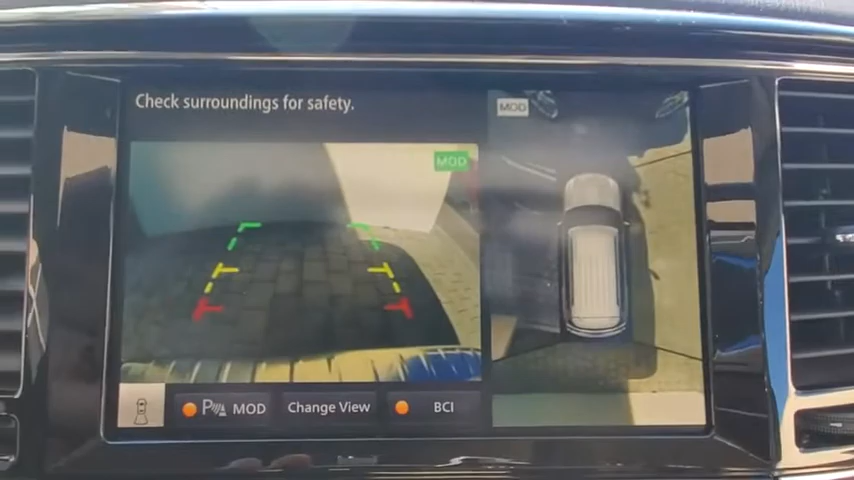 Check surroundings for safety.
MOD
MOD
P MOD
Change View
BCI